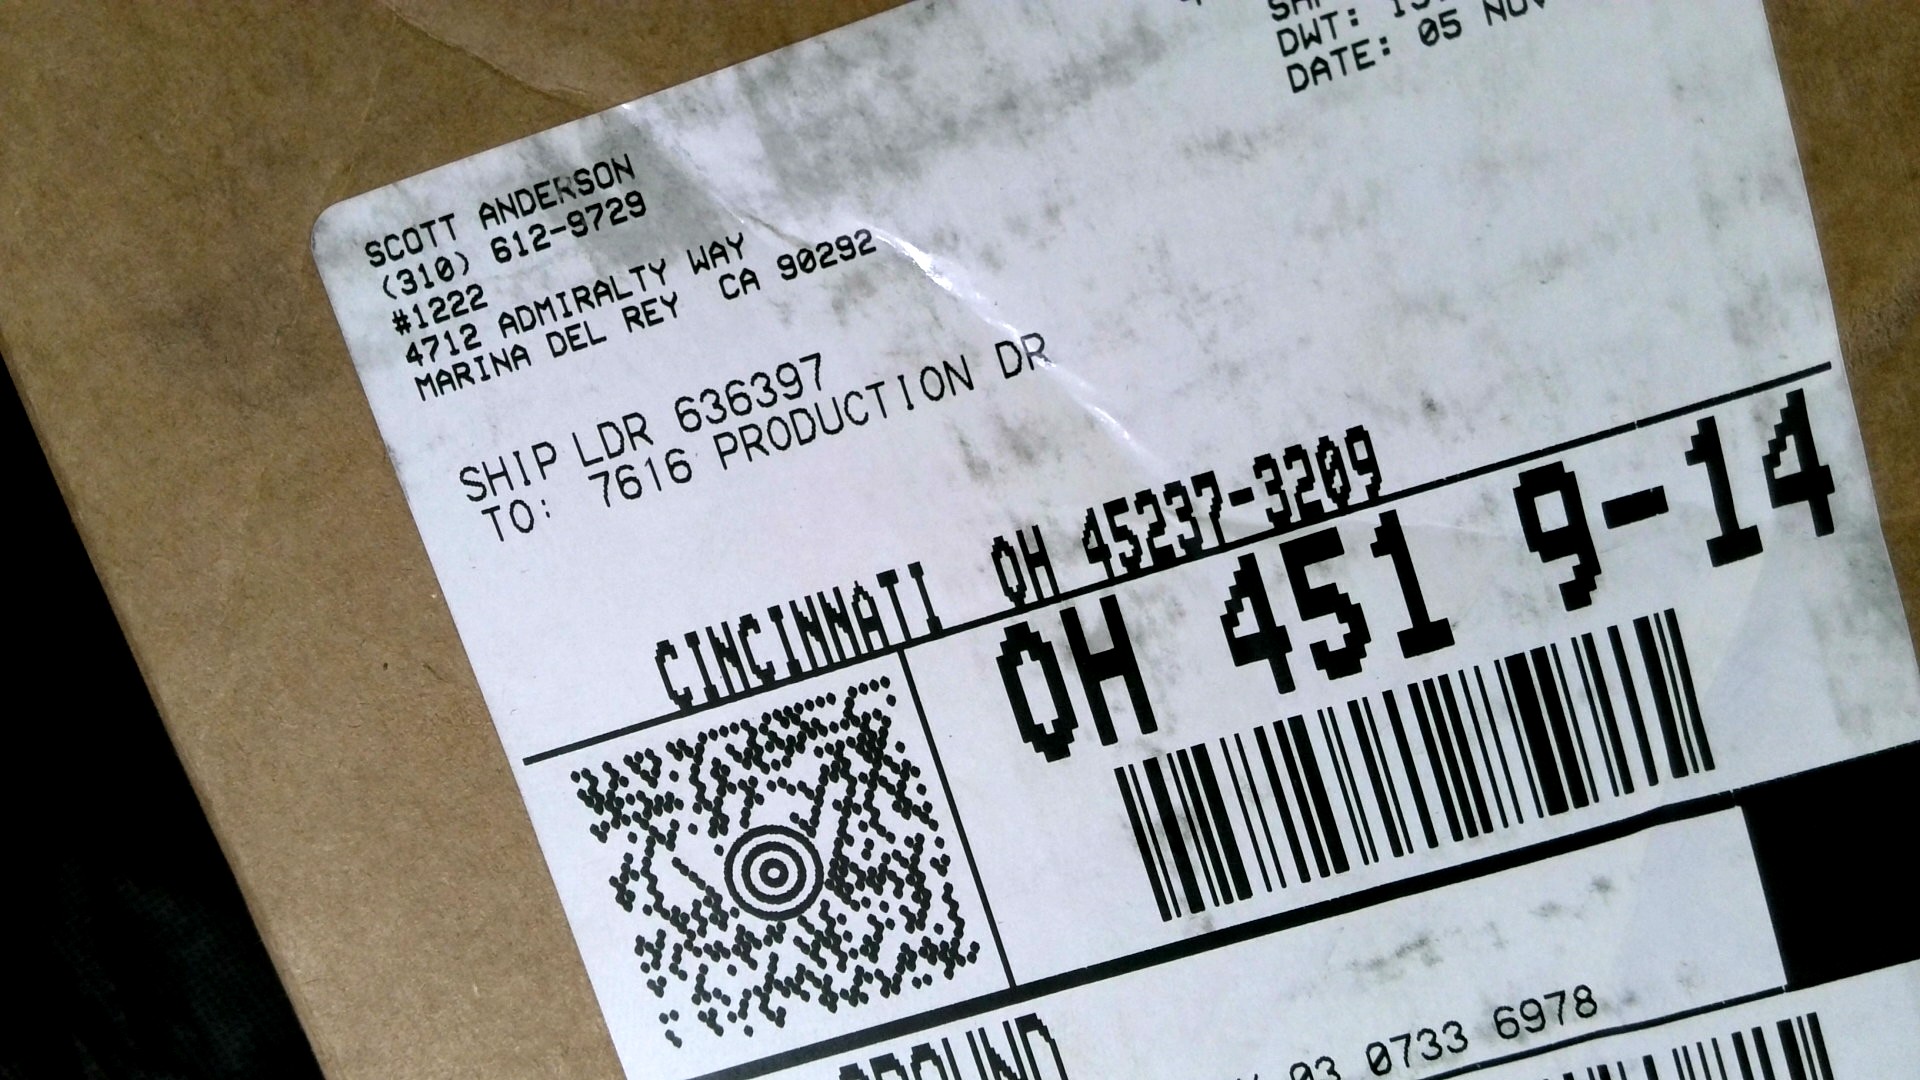 DWT:
DATE: 05 NOV
SCOTT ANDERSON
(310) 612-9729
#1222
4712 ADMIRALTY WAY
MARINA DEL REY CA 90292
SHIP LDR 636397
TO: 7616 PRODUCTION DR
CINCINNATI OH 45237-3209
OH 451 9-14
GROUND
03 0733 6978